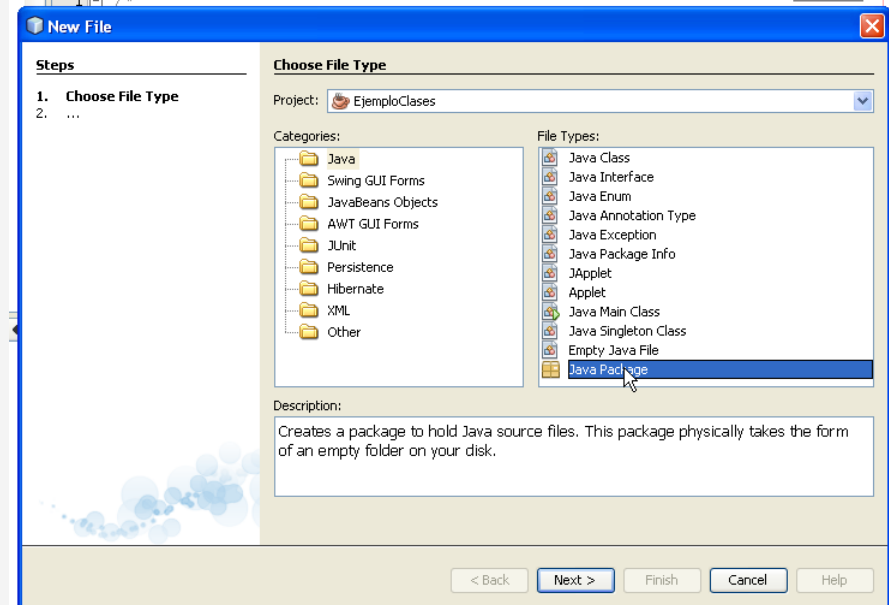 1
/*
New File
Steps
1. Choose File Type
2. ...
Choose File Type
Project: EjemploClases
Categories:
Java
Swing GUI Forms
JavaBeans Objects
AWT GUI Forms
JUnit
Persistence
Hibernate
XML
Other
File Types:
Java Class
Java Interface
Java Enum
Java Annotation Type
Java Exception
Java Package Info
JApplet
Applet
Java Main Class
Java Singleton Class
Empty Java File
Java Package
Description:
Creates a package to hold Java source files. This package physically takes the form
of an empty folder on your disk.
< Back Next > Finish Cancel Help